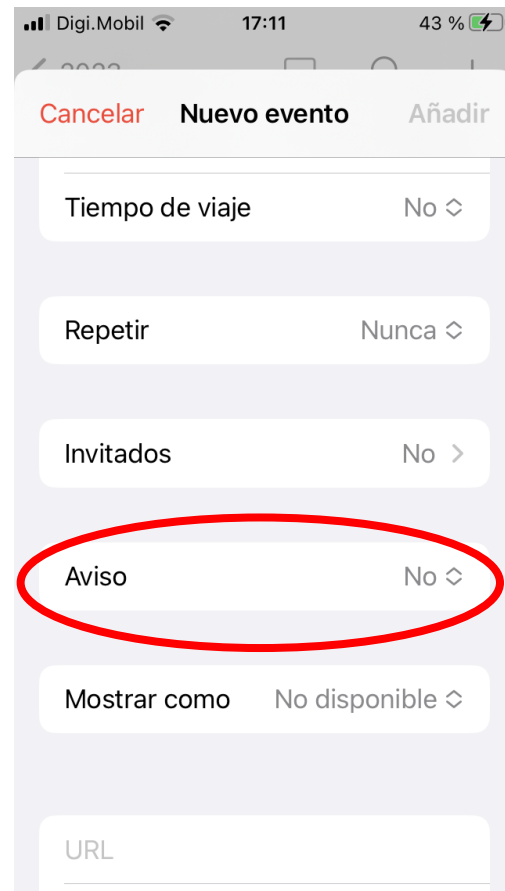 Digi.Mobil 17:11 43 %
2023
Cancelar Nuevo evento Añadir
Tiempo de viaje No
Repetir Nunca
Invitados No
Aviso No
Mostrar como No disponible
URL